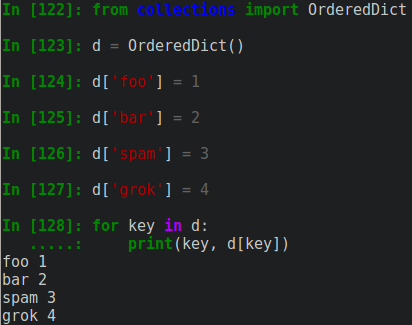 In [122]: from collections import OrderedDict
In [123]: d = OrderedDict()
In [124]: d['foo'] = 1
In [125]: d['bar'] = 2
In [126]: d['spam'] = 3
In [127]: d['grok'] = 4
In [128]: for key in d:
.....:     print(key, d[key])
foo 1
bar 2
spam 3
grok 4